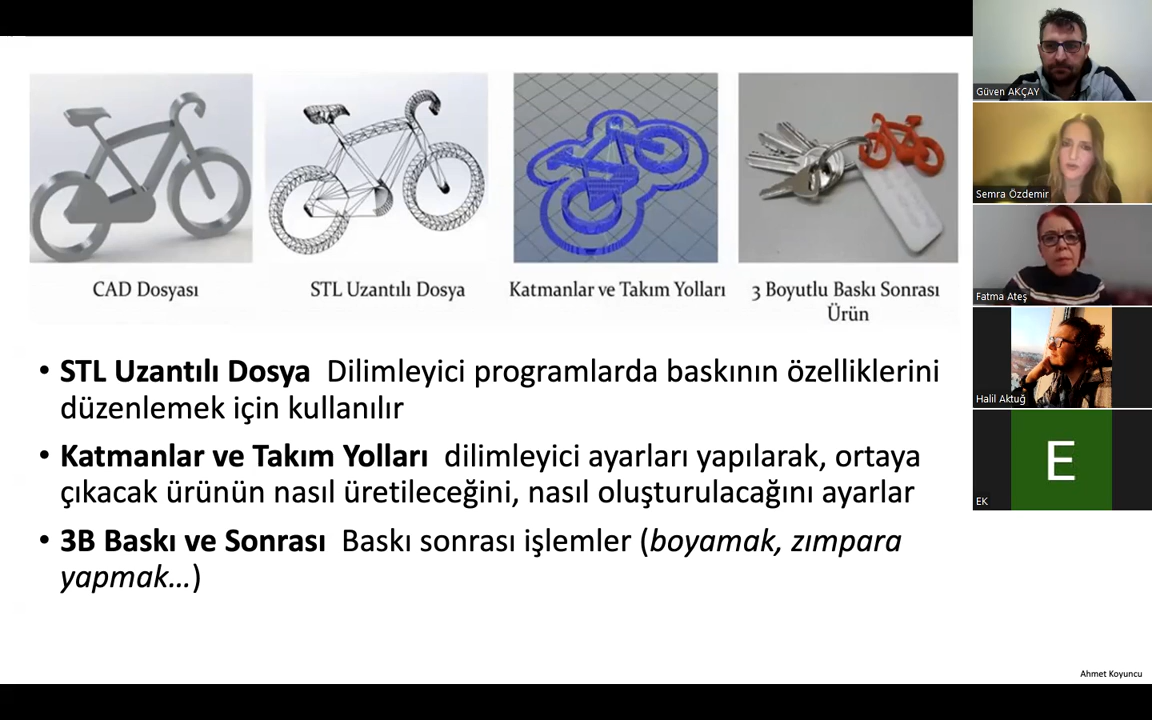 CAD Dosyası
STL Uzantılı Dosya
Katmanlar ve Takım Yolları
3 Boyutlu Baskı Sonrası
Ürün
• STL Uzantılı Dosya Dilimleyici programlarda baskının özelliklerini
düzenlemek için kullanılır
• Katmanlar ve Takım Yolları dilimleyici ayarları yapılarak, ortaya
çıkacak ürünün nasıl üretileceğini, nasıl oluşturulacağını ayarlar
• 3B Baskı ve Sonrası Baskı sonrası işlemler (boyamak, zımpara
yapmak...)
Güven AKÇAY
Semra Özdemir
Fatma Ateş
Halil Aktuğ
E
EK
Ahmet Koyuncu